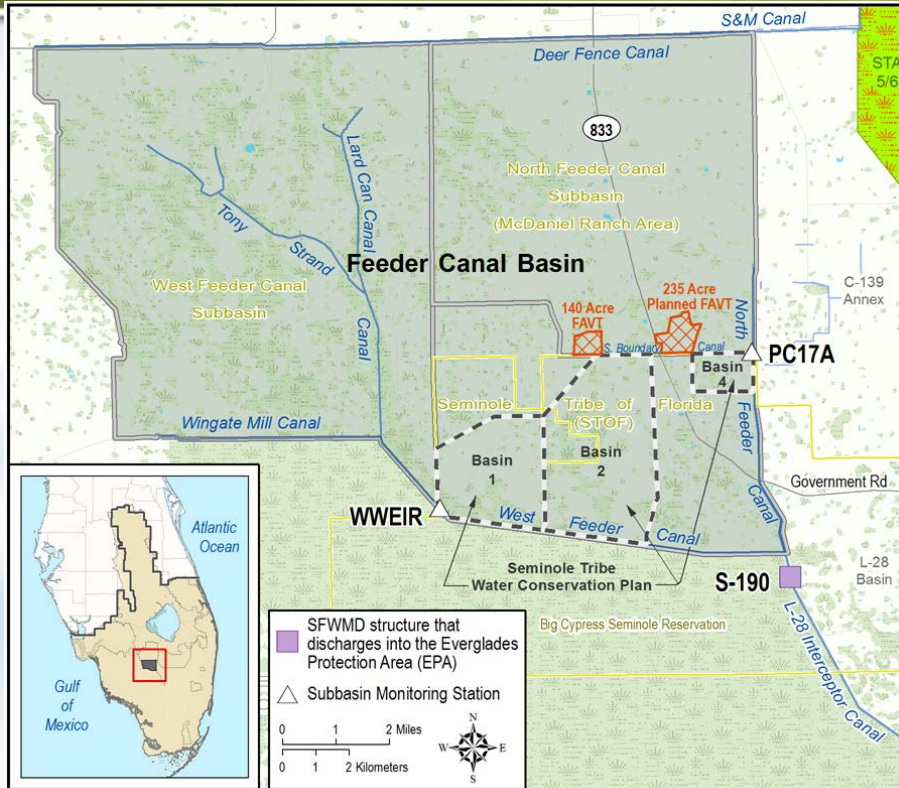 S&M Canal
Deer Fence Canal
STA
5/6
833
North Feeder Canal
Subbasin
(McDaniel Ranch Area)
Lard Can Canal
Tony
Strand
Canal
Feeder Canal Basin
West Feeder Canal
Subbasin
C-139
Annex
140 Acre
FAVT
235 Acre
Planned FAVT
North
S. Boundary
Canal
PC17A
Basin
4
Seminole
Tribe of
Florida
(STOF)
Wingate Mill Canal
Basin
1
Basin
2
Feeder
Canal
Government Rd
WWEIR
West
Feeder
Canal
Seminole Tribe
Water Conservation Plan
S-190
L-28
Basin
Big Cypress Seminole Reservation
L-28 Interceptor Canal
Atlantic
Ocean
Gulf
of
Mexico
SFWMD structure that
discharges into the Everglades
Protection Area (EPA)
Subbasin Monitoring Station
0 1 2 Miles
0 1 2 Kilometers
N
W E
S